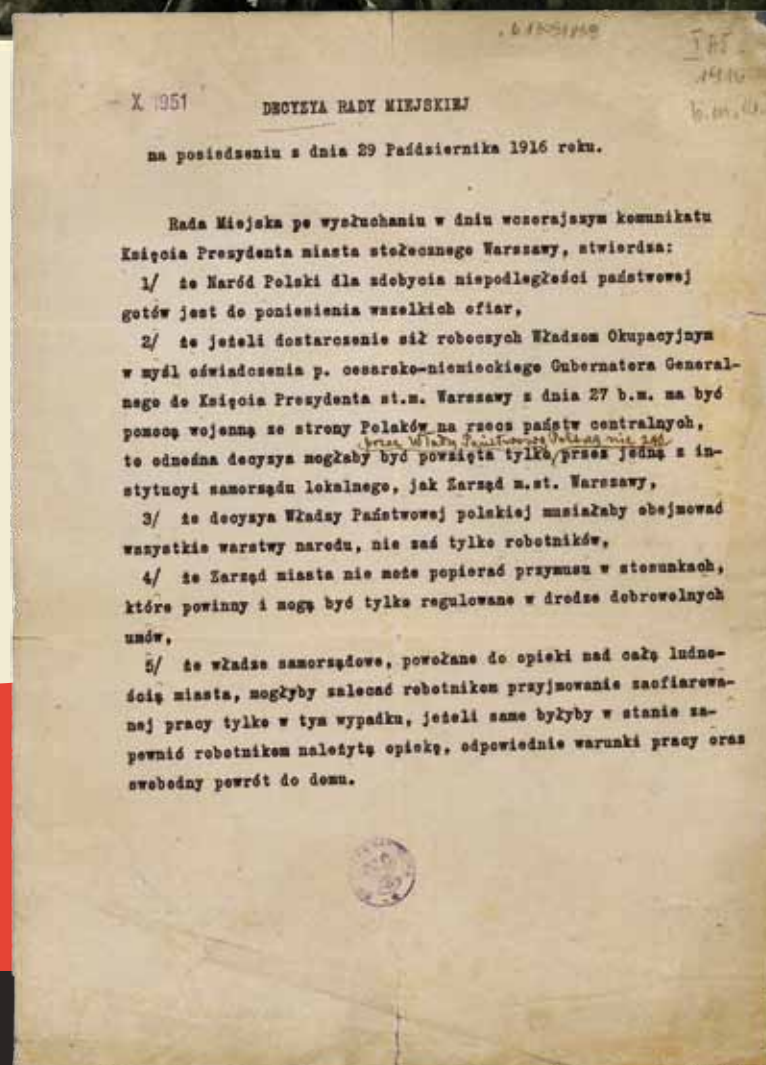 X 1951
DECYZYA RADY MIEJSKIEJ
na posiedzeniu z dnia 29 Października 1916 roku.
Rada Miejska po wysłuchaniu w dniu wczorajszym komunikatu
Księcia Prezydenta miasta stołecznego Warszawy, stwierdza:
1/ że Naród Polski dla zdobycia niepodległości państwowej
gotów jest do poniesienia wszelkich ofiar,
2/ że jeżeli dostarczenie sił roboczych Władzom Okupacyjnym
w myśl oświadczenia p. cesarsko-niemieckiego Gubernatora General-
nego do Księcia Prezydenta st.m. Warszawy z dnia 27 b.m. ma być
pomocą wojenną ze strony Polaków na rzecz państw centralnych,
przez Władzę Państwową Polską nie zaś
to odnośna decyzya mogłaby być powzięta tylko przez jedną z in-
stytucyi samorządu lokalnego, jak Zarząd m.st. Warszawy,
3/ że decyzya Władzy Państwowej polskiej musiałaby obejmować
wszystkie warstwy narodu, nie zaś tylko robotników,
4/ że Zarząd miasta nie może popierać przymusu w stosunkach,
które powinny i mogą być tylko regulowane w drodze dobrowolnych
umów,
5/ że władze samorządowe, powołane do opieki nad całą ludno-
ścią miasta, mogłyby zalecać robotnikom przyjmowanie zaofiarowa-
nej pracy tylko w tym wypadku, jeżeli same byłyby w stanie za-
pewnić robotnikom należytą opiekę, odpowiednie warunki pracy oraz
swobodny powrót do domu.